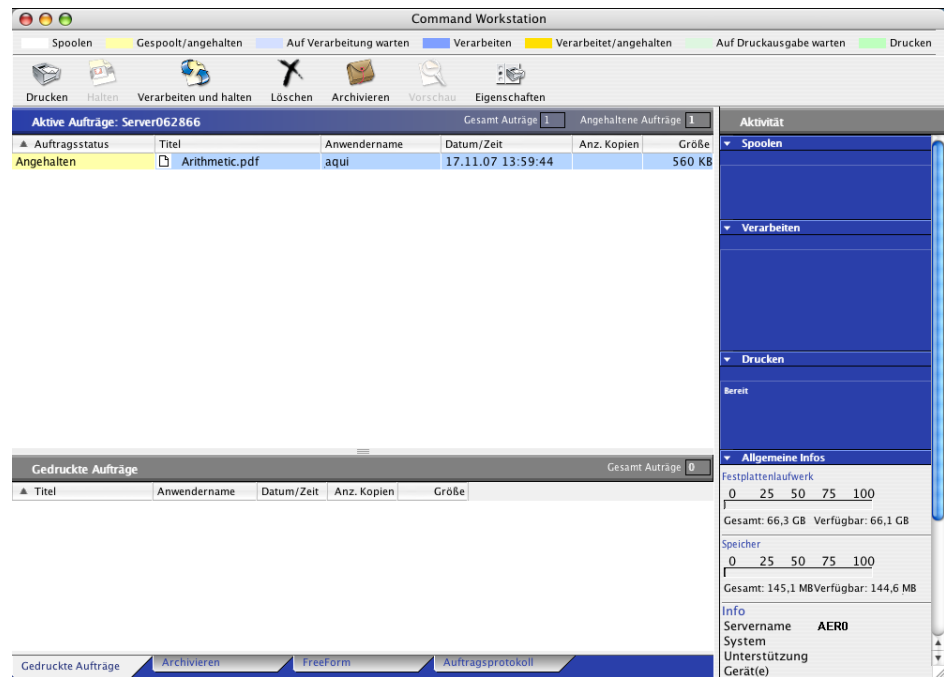 Command Workstation
Spoolen Gespoolt/angehalten Auf Verarbeitung warten Verarbeiten Verarbeitet/angehalten Auf Druckausgabe warten Drucken
Drucken Halten Verarbeiten und halten Löschen Archivieren Vorschau Eigenschaften
Aktive Aufträge: Server062866 Gesamt Auträge 1 Angehaltene Aufträge 1
Auftragsstatus Titel Anwendername Datum/Zeit Anz. Kopien Größe
Angehalten Arithmetic.pdf aqui 17.11.07 13:59:44 560 KB
Gedruckte Aufträge Gesamt Auträge 0
Titel Anwendername Datum/Zeit Anz. Kopien Größe
Gedruckte Aufträge Archivieren FreeForm Auftragsprotokoll
Aktivität
Spoolen
Verarbeiten
Drucken
Bereit
Allgemeine Infos
Festplattenlaufwerk
0 25 50 75 100
Gesamt: 66,3 GB Verfügbar: 66,1 GB
Speicher
0 25 50 75 100
Gesamt: 145,1 MB Verfügbar: 144,6 MB
Info
Servername AERO
System
Unterstützung
Gerät(e)